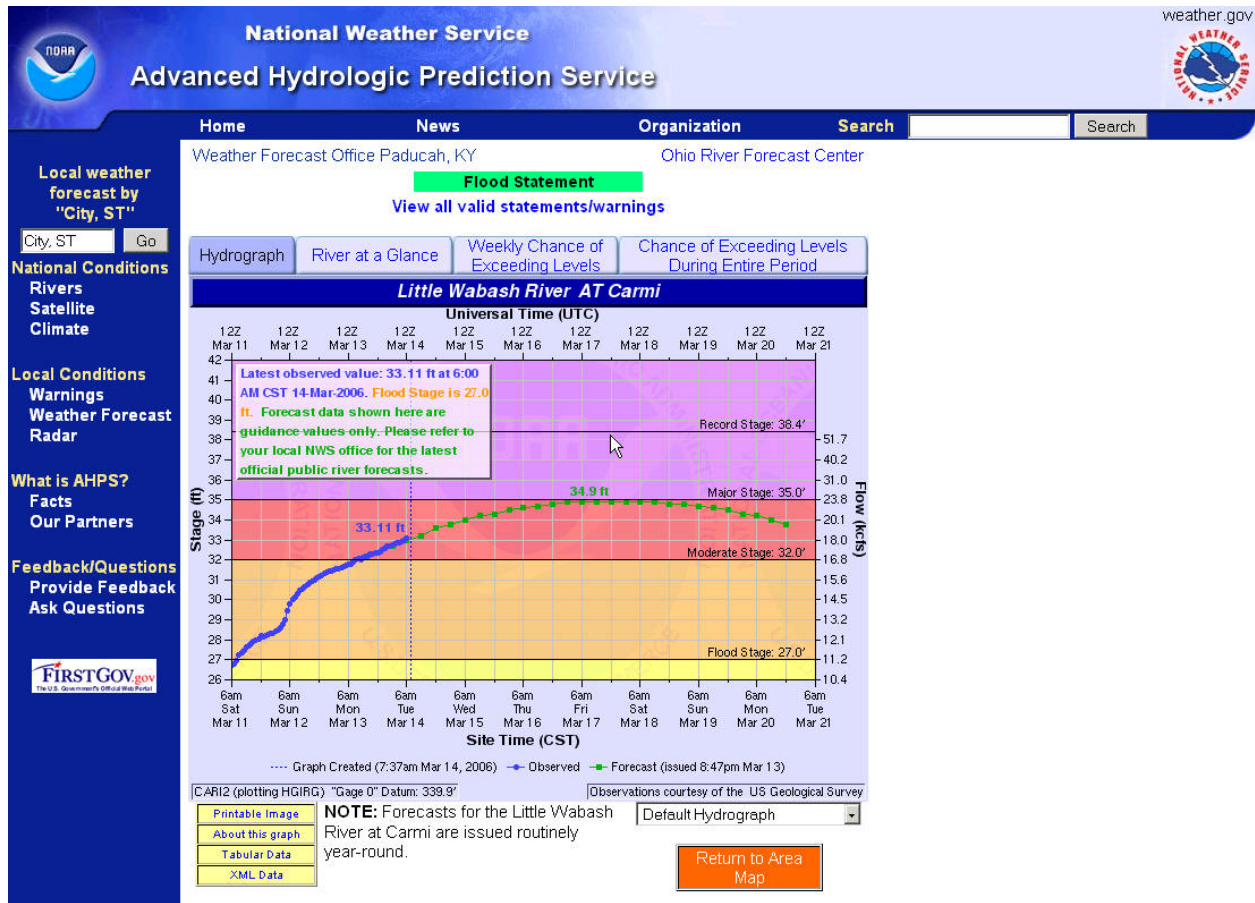 weather.gov
NOAA
National Weather Service
Advanced Hydrologic Prediction Service
NATIONAL WEATHER SERVICE
Home News Organization Search Search
Local weather
forecast by
"City, ST"
City, ST Go
National Conditions
Rivers
Satellite
Climate
Local Conditions
Warnings
Weather Forecast
Radar
What is AHPS?
Facts
Our Partners
Feedback/Questions
Provide Feedback
Ask Questions
FIRSTGOV.gov
The U.S. Government's Official Web Portal
Weather Forecast Office Paducah, KY Ohio River Forecast Center
Flood Statement
View all valid statements/warnings
Hydrograph
River at a Glance
Weekly Chance of
Exceeding Levels
Chance of Exceeding Levels
During Entire Period
Little Wabash River AT Carmi
Universal Time (UTC)
12Z 12Z 12Z 12Z 12Z 12Z 12Z 12Z 12Z 12Z 12Z
Mar 11 Mar 12 Mar 13 Mar 14 Mar 15 Mar 16 Mar 17 Mar 18 Mar 19 Mar 20 Mar 21
Latest observed value: 33.11 ft at 6:00
AM CST 14-Mar-2006. Flood Stage is 27.0
ft. Forecast data shown here are
guidance values only. Please refer to
your local NWS office for the latest
official public river forecasts.
Stage (ft)
42
41
40
39
38
37
36
35
34
33
32
31
30
29
28
27
26
Record Stage: 38.4'
34.9 ft
Major Stage: 35.0'
33.11 ft
Moderate Stage: 32.0'
Flood Stage: 27.0'
51.7
40.2
31.0
23.8
20.1
18.0
16.8
15.6
14.5
13.2
12.1
11.2
10.4
Flow (kcfs)
6am 6am 6am 6am 6am 6am 6am 6am 6am 6am 6am
Sat Sun Mon Tue Wed Thu Fri Sat Sun Mon Tue
Mar 11 Mar 12 Mar 13 Mar 14 Mar 15 Mar 16 Mar 17 Mar 18 Mar 19 Mar 20 Mar 21
Site Time (CST)
Graph Created (7:37am Mar 14, 2006) Observed Forecast (issued 8:47pm Mar 13)
CARI2 (plotting HGIRG) "Gage 0" Datum: 339.9' Observations courtesy of the US Geological Survey
Printable Image
About this graph
Tabular Data
XML Data
NOTE: Forecasts for the Little Wabash
River at Carmi are issued routinely
year-round.
Default Hydrograph
Return to Area
Map